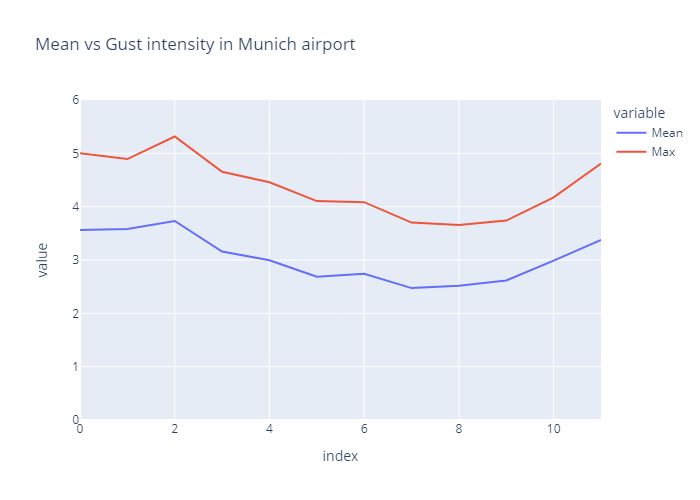 Mean vs Gust intensity in Munich airport
variable
Mean
Max
value
6
5
4
3
2
1
0
0 2 4 6 8 10
index